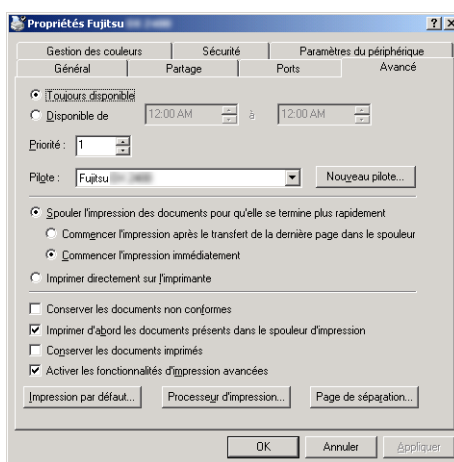 Propriétés Fujitsu
Gestion des couleurs Sécurité Paramètres du périphérique
Général Partage Ports Avancé
Toujours disponible
Disponible de 12:00 AM à 12:00 AM
Priorité : 1
Pilote : Fujitsu Nouveau pilote...
Spouler l'impression des documents pour qu'elle se termine plus rapidement
Commencer l'impression après le transfert de la dernière page dans le spouleur
Commencer l'impression immédiatement
Imprimer directement sur l'imprimante
Conserver les documents non conformes
Imprimer d'abord les documents présents dans le spouleur d'impression
Conserver les documents imprimés
Activer les fonctionnalités d'impression avancées
Impression par défaut... Processeur d'impression... Page de séparation...
OK Annuler Appliquer